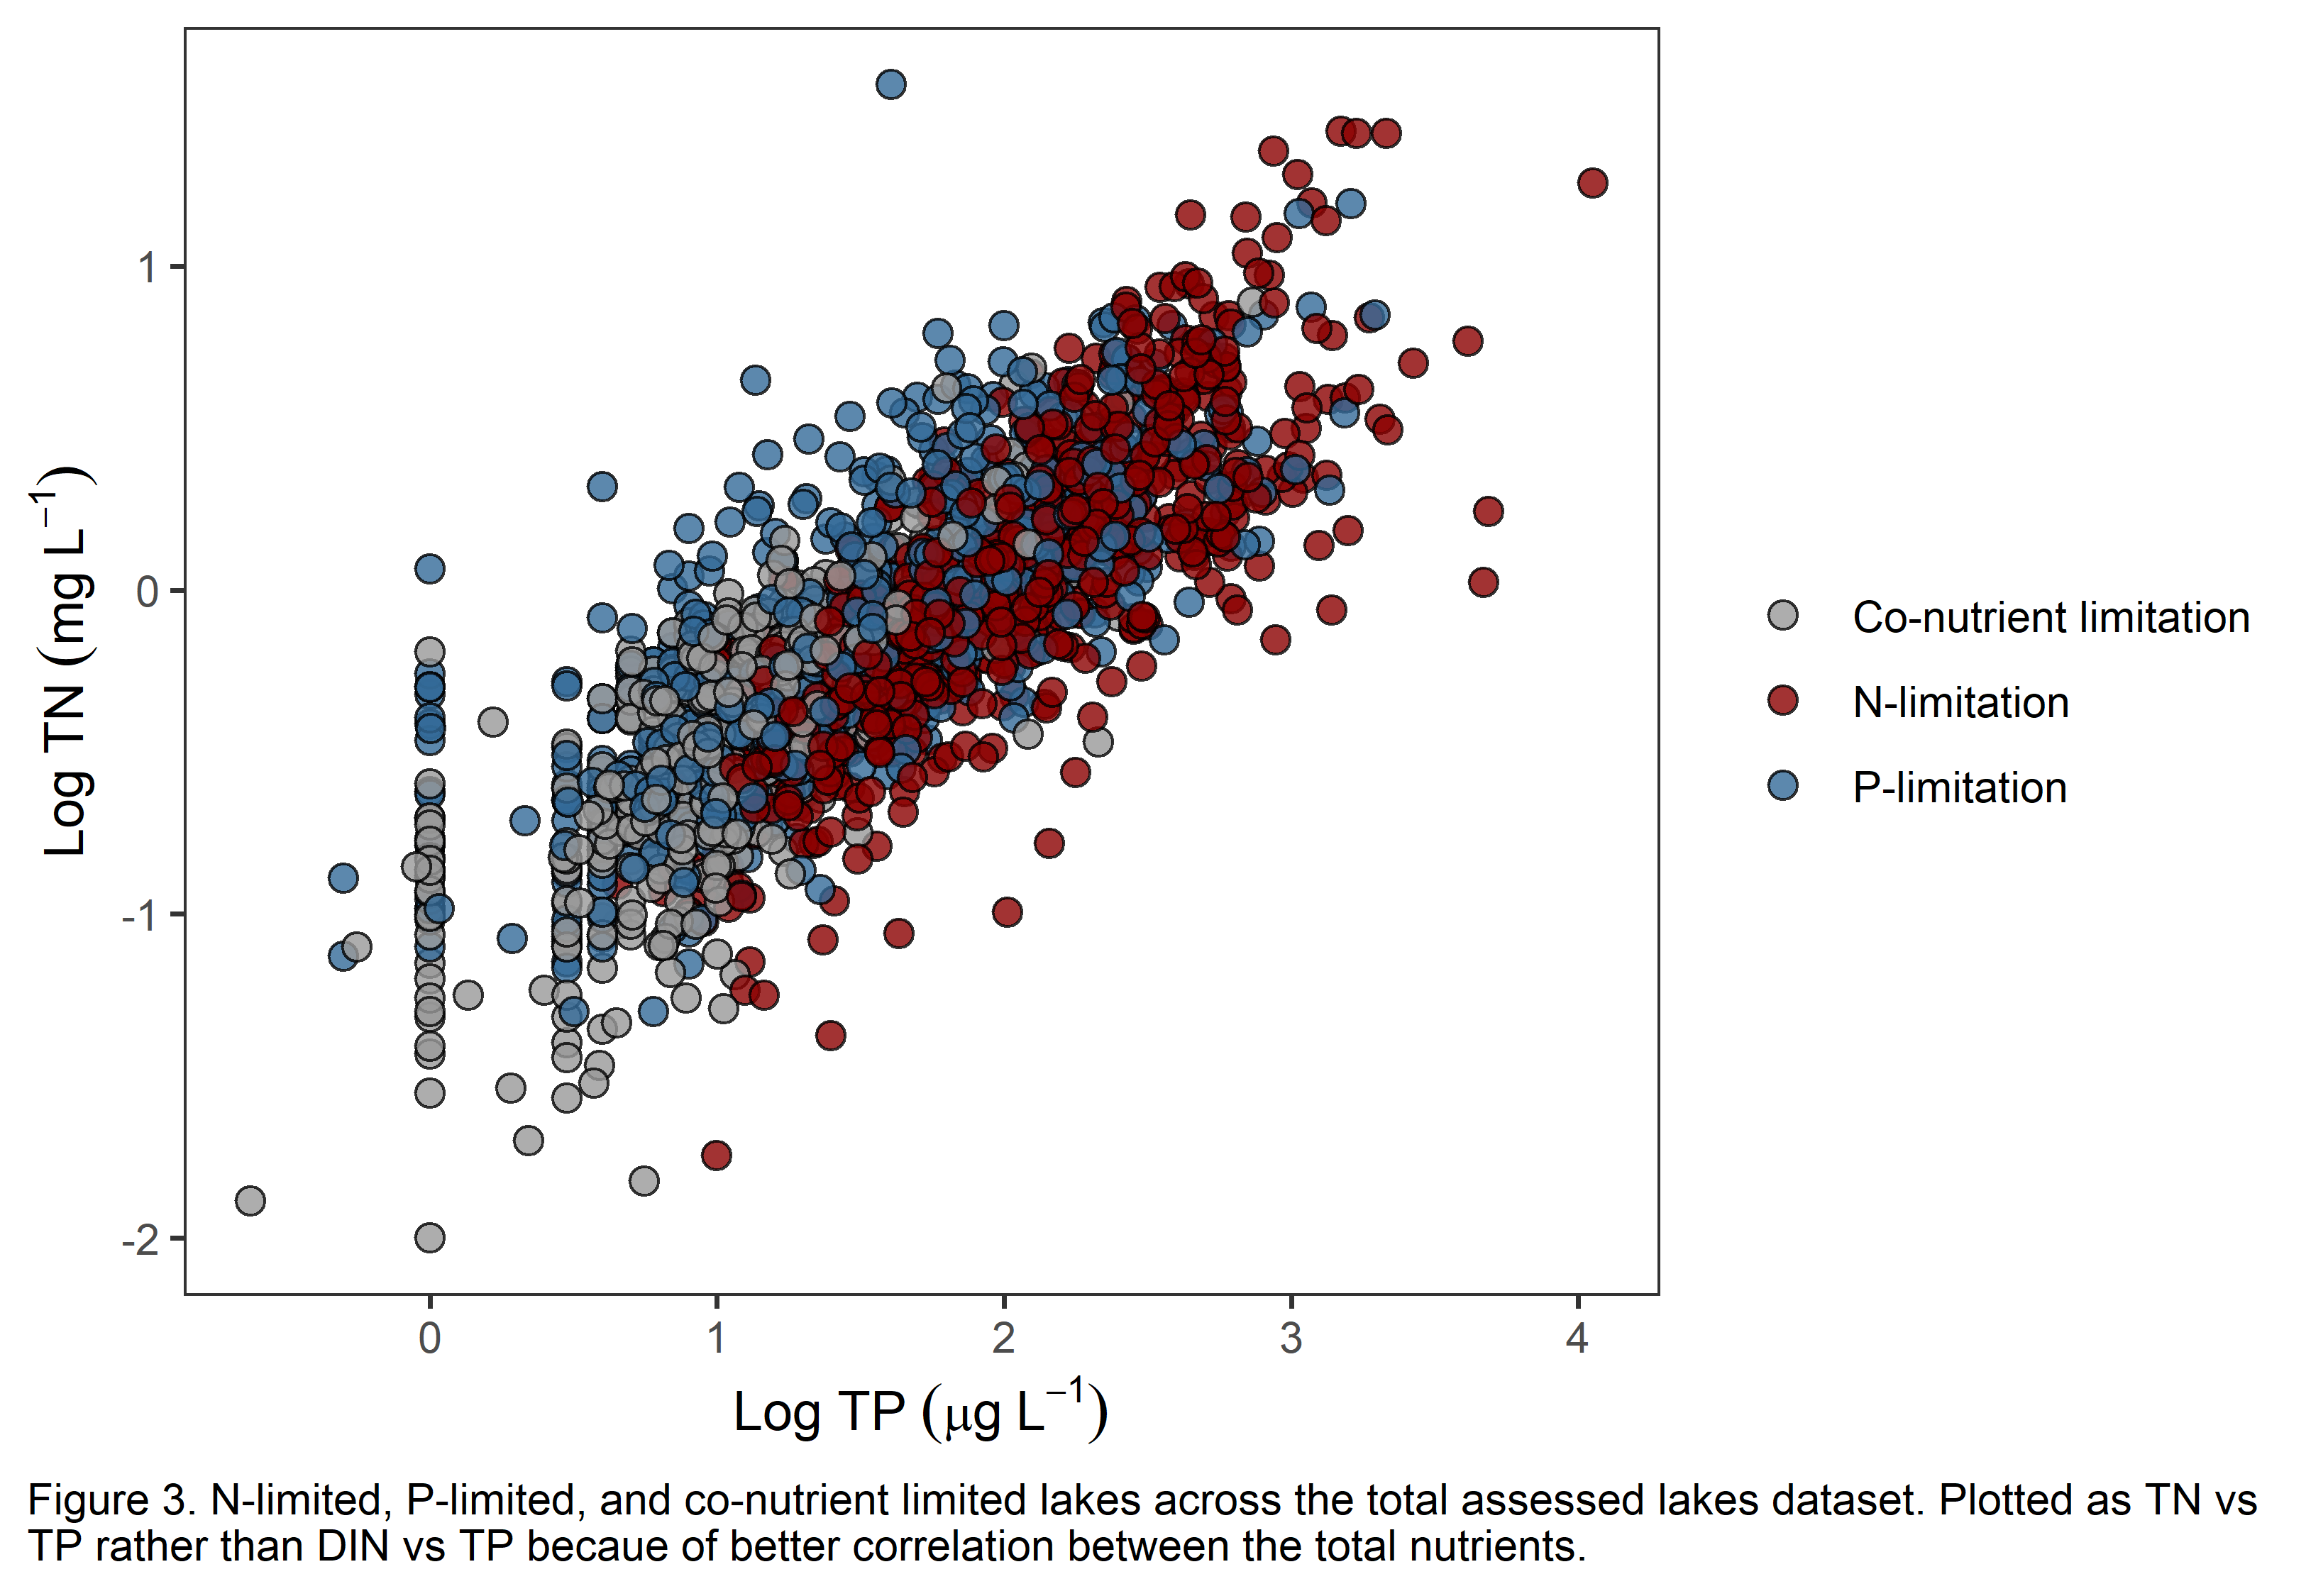 1
0
-1
-2
Log TN (mg L⁻¹)
0 1 2 3 4
Log TP (μg L⁻¹)
Co-nutrient limitation
N-limitation
P-limitation
Figure 3. N-limited, P-limited, and co-nutrient limited lakes across the total assessed lakes dataset. Plotted as TN vs
TP rather than DIN vs TP becaue of better correlation between the total nutrients.